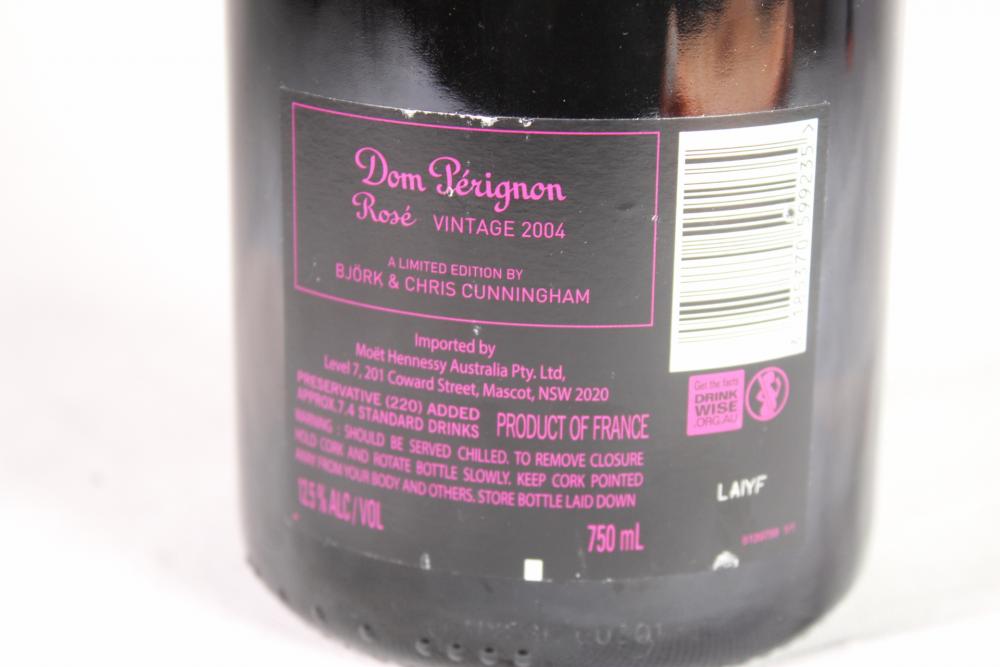 Dom Pérignon
Rosé VINTAGE 2004
A LIMITED EDITION BY
BJÖRK & CHRIS CUNNINGHAM
Imported by
Moët Hennessy Australia Pty. Ltd,
Level 7, 201 Coward Street, Mascot, NSW 2020
PRESERVATIVE (220) ADDED
APPROX.7.4 STANDARD DRINKS
PRODUCT OF FRANCE
WARNING : SHOULD BE SERVED CHILLED. TO REMOVE CLOSURE
HOLD CORK AND ROTATE BOTTLE SLOWLY. KEEP CORK POINTED
AWAY FROM YOUR BODY AND OTHERS. STORE BOTTLE LAID DOWN
12.5 % ALC/VOL
750 mL
Get the facts
DRINK
WISE
.ORG.AU